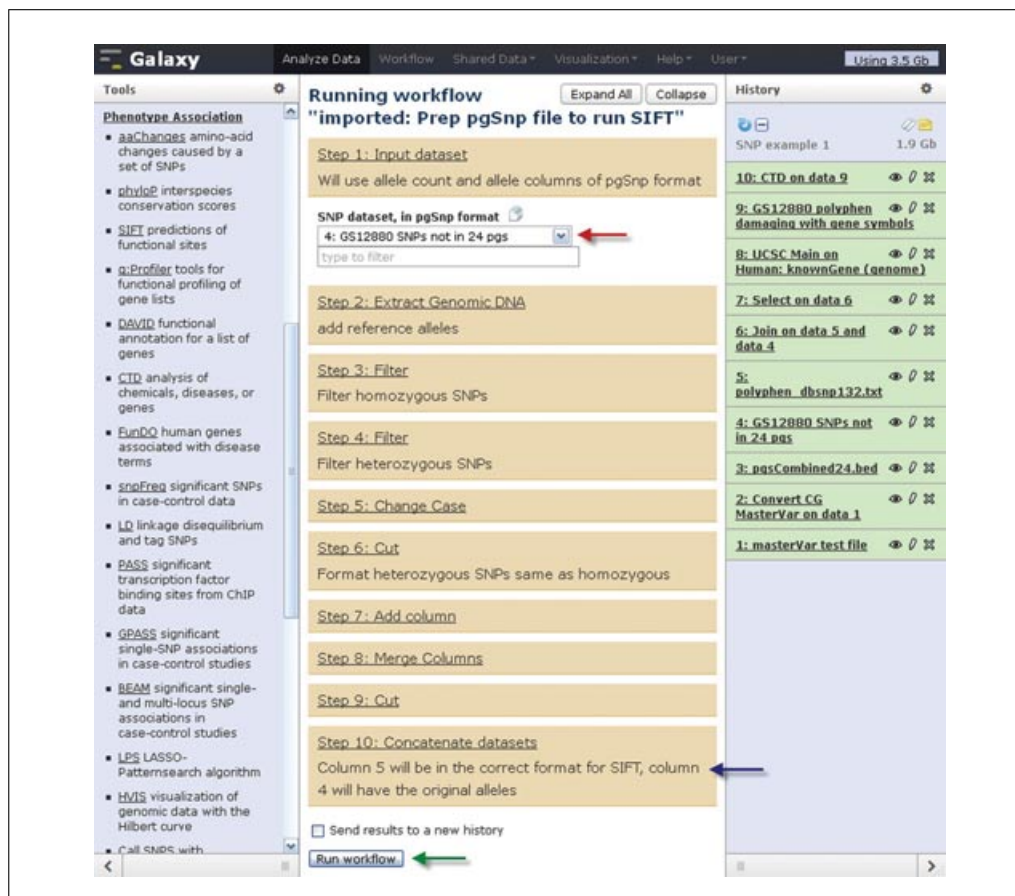 Galaxy
Analyze Data Workflow Shared Data Visualization Help User
Using 3.5 Gb
Tools
Phenotype Association
aaChanges amino-acid
changes caused by a
set of SNPs
phyloP interspecies
conservation scores
SIFT predictions of
functional sites
g:Profiler tools for
functional profiling of
gene lists
DAVID functional
annotation for a list of
genes
CTD analysis of
chemicals, diseases, or
genes
FunDO human genes
associated with disease
terms
snpFreq significant SNPs
in case-control data
LD linkage disequilibrium
and tag SNPs
PASS significant
transcription factor
binding sites from ChIP
data
GPASS significant
single-SNP associations
in case-control studies
BEAM significant single-
and multi-locus SNP
associations in
case-control studies
LPS LASSO-
Patternsearch algorithm
HVIS visualization of
genomic data with the
Hilbert curve
Call SNPS with
Running workflow
"imported: Prep pgSnp file to run SIFT"
Expand All
Collapse
Step 1: Input dataset
Will use allele count and allele columns of pgSnp format
SNP dataset, in pgSnp format
4: GS12880 SNPs not in 24 pgs
type to filter
Step 2: Extract Genomic DNA
add reference alleles
Step 3: Filter
Filter homozygous SNPs
Step 4: Filter
Filter heterozygous SNPs
Step 5: Change Case
Step 6: Cut
Format heterozygous SNPs same as homozygous
Step 7: Add column
Step 8: Merge Columns
Step 9: Cut
Step 10: Concatenate datasets
Column 5 will be in the correct format for SIFT, column
4 will have the original alleles
Send results to a new history
Run workflow
History
SNP example 1
1.9 Gb
10: CTD on data 9
9: GS12880 polyphen
damaging with gene symbols
8: UCSC Main on
Human: knownGene (genome)
7: Select on data 6
6: Join on data 5 and
data 4
5:
polyphen_dbsnp132.txt
4: GS12880 SNPs not
in 24 pgs
3: pgsCombined24.bed
2: Convert CG
MasterVar on data 1
1: masterVar test file